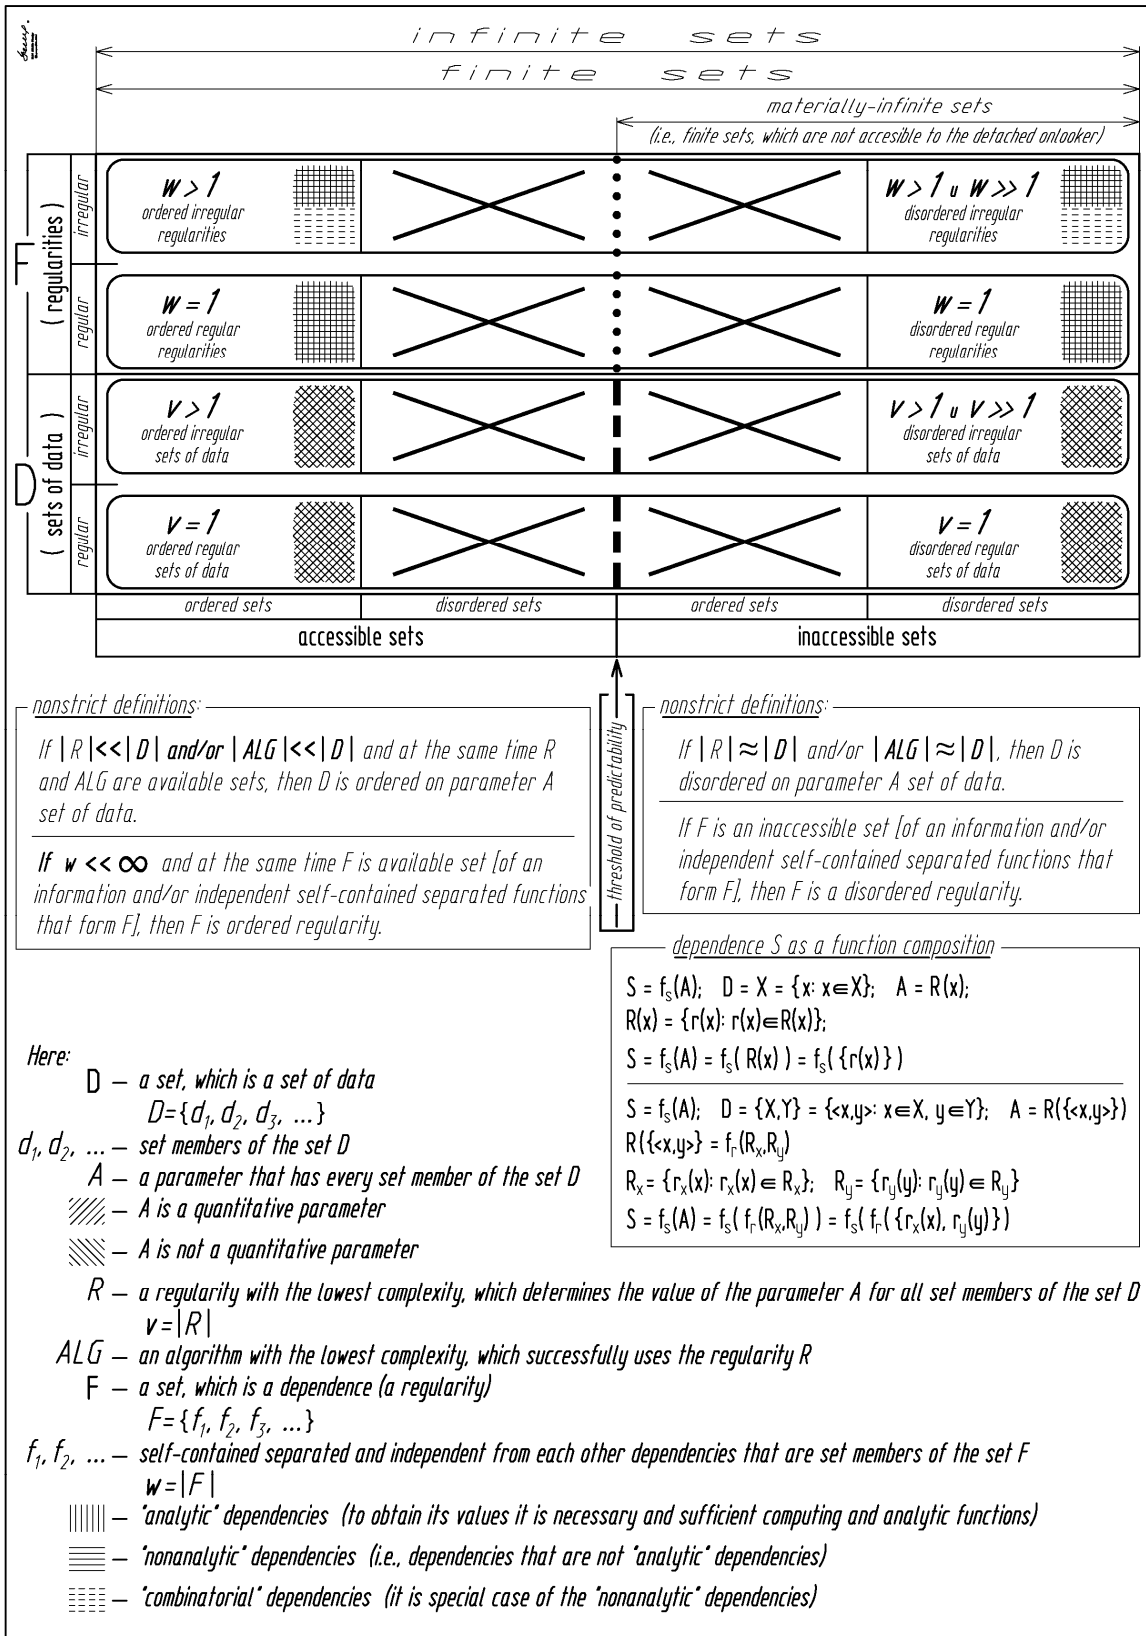 infinite sets
finite sets
materially-infinite sets
(i.e., finite sets, which are not accesible to the detached onlooker)
F
( regularities )
irregular
w > 1
ordered irregular
regularities
w > 1 u w >> 1
disordered irregular
regularities
regular
w = 1
ordered regular
regularities
w = 1
disordered regular
regularities
D
( sets of data )
irregular
v > 1
ordered irregular
sets of data
v > 1 u v >> 1
disordered irregular
sets of data
regular
v = 1
ordered regular
sets of data
v = 1
disordered regular
sets of data
ordered sets
disordered sets
ordered sets
disordered sets
accessible sets
inaccessible sets
threshold of predictability
nonstrict definitions:
If |R|<<|D| and/or |ALG|<<|D| and at the same time R
and ALG are available sets, then D is ordered on parameter A
set of data.
If w << ∞ and at the same time F is available set [of an
information and/or independent self-contained separated functions
that form F], then F is ordered regularity.
nonstrict definitions:
If |R|≈|D| and/or |ALG|≈|D|, then D is
disordered on parameter A set of data.
If F is an inaccessible set [of an information and/or
independent self-contained separated functions that
form F], then F is a disordered regularity.
dependence S as a function composition
S = fₛ(A); D = X = {x: x∈X}; A = R(x);
R(x) = {r(x): r(x)∈R(x)};
S = fₛ(A) = fₛ( R(x) ) = fₛ( {r(x)} )
S = fₛ(A); D = {X,Y} = {<x,y>: x∈X, y∈Y}; A = R({<x,y>})
R({<x,y>}) = fᵣ(Rₓ,R_y)
Rₓ = {rₓ(x): rₓ(x) ∈ Rₓ}; R_y = {r_y(y): r_y(y) ∈ R_y}
S = fₛ(A) = fₛ( fᵣ(Rₓ,R_y) ) = fₛ( fᵣ( {rₓ(x), r_y(y)} )
Here:
D – a set, which is a set of data
D={d₁, d₂, d₃, ...}
d₁, d₂, ... – set members of the set D
A – a parameter that has every set member of the set D
– A is a quantitative parameter
– A is not a quantitative parameter
R – a regularity with the lowest complexity, which determines the value of the parameter A for all set members of the set D
v=|R|
ALG – an algorithm with the lowest complexity, which successfully uses the regularity R
F – a set, which is a dependence (a regularity)
F={f₁, f₂, f₃, ...}
f₁, f₂, ... – self-contained separated and independent from each other dependencies that are set members of the set F
w=|F|
– "analytic" dependencies (to obtain its values it is necessary and sufficient computing and analytic functions)
– "nonanalytic" dependencies (i.e., dependencies that are not "analytic" dependencies)
– "combinatorial" dependencies (it is special case of the "nonanalytic" dependencies)